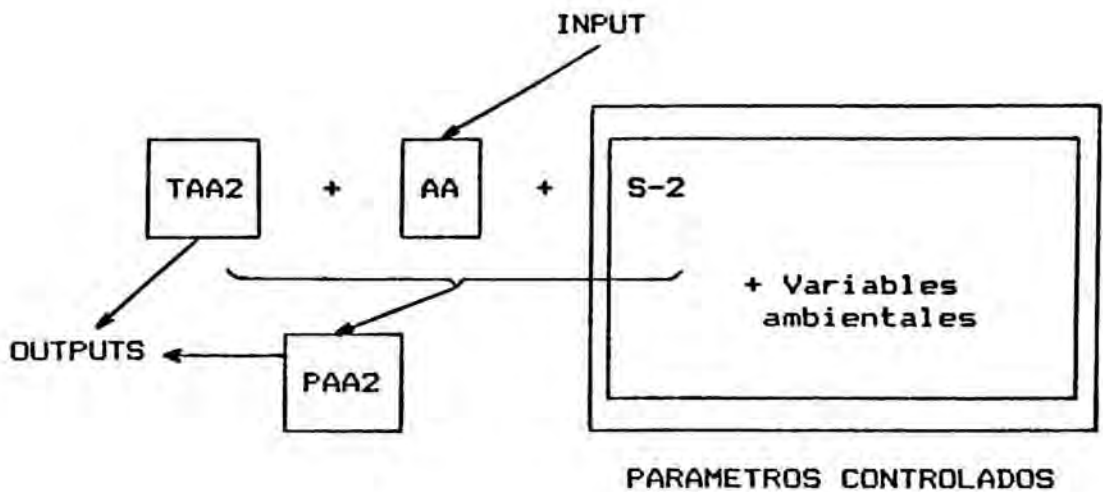 INPUT
TAA2 + AA + S-2
+ Variables
ambientales
OUTPUTS
PAA2
PARAMETROS CONTROLADOS